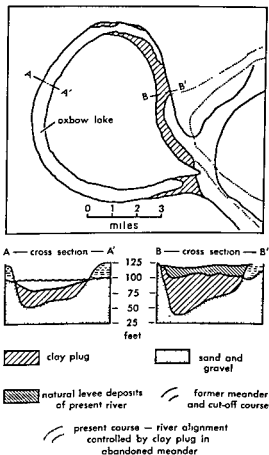 A
A'
oxbow lake
B
B'
0 1 2 3
miles
A — cross section — A'
B — cross section — B'
125
100
75
50
25
feet
clay plug
sand and gravel
natural levee deposits of present river
former meander and cut-off course
present course — river alignment controlled by clay plug in abandoned meander